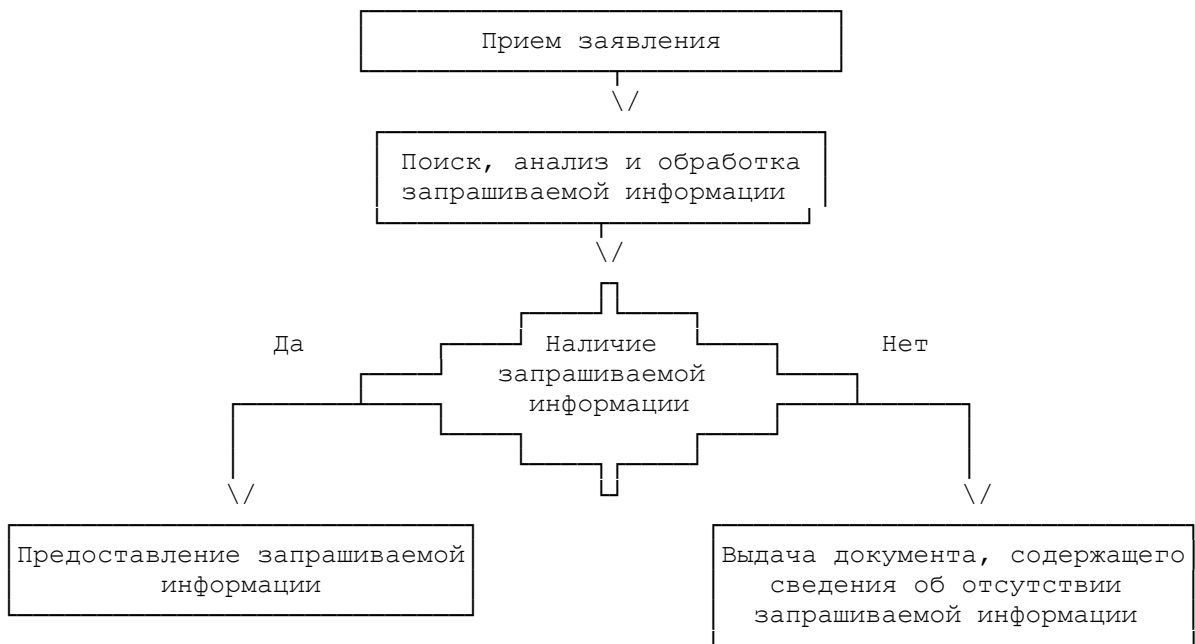 Прием заявления
Поиск, анализ и обработка
запрашиваемой информации
Да
Наличие
запрашиваемой
информации
Нет
Предоставление запрашиваемой
информации
Выдача документа, содержащего
сведения об отсутствии
запрашиваемой информации